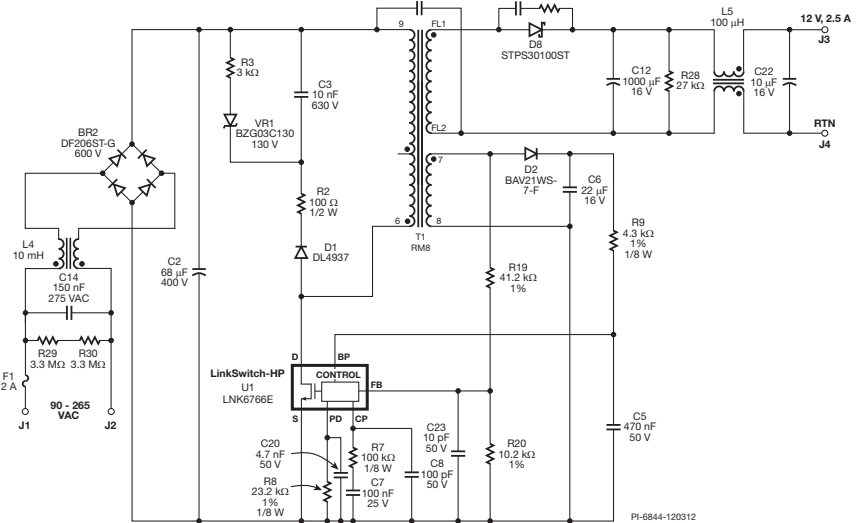 9
FL1
D8
STPS30100ST
L5
100 µH
12 V, 2.5 A
J3
R3
3 kΩ
C3
10 nF
630 V
VR1
BZG03C130
130 V
C12
1000 µF
16 V
R28
27 kΩ
C22
10 µF
16 V
RTN
J4
BR2
DF206ST-G
600 V
FL2
7
D2
BAV21WS-
7-F
C6
22 µF
16 V
R2
100 Ω
1/2 W
6
8
T1
RM8
R9
4.3 kΩ
1%
1/8 W
L4
10 mH
D1
DL4937
C2
68 µF
400 V
C14
150 nF
275 VAC
R19
41.2 kΩ
1%
R29
3.3 MΩ
R30
3.3 MΩ
F1
2 A
90 - 265
VAC
J1
J2
LinkSwitch-HP
U1
LNK6766E
D
BP
CONTROL
FB
S
PD
CP
C5
470 nF
50 V
C20
4.7 nF
50 V
R7
100 kΩ
1/8 W
C23
10 pF
50 V
R20
10.2 kΩ
1%
C8
100 pF
50 V
R8
23.2 kΩ
1%
1/8 W
C7
100 nF
25 V
PI-6844-120312